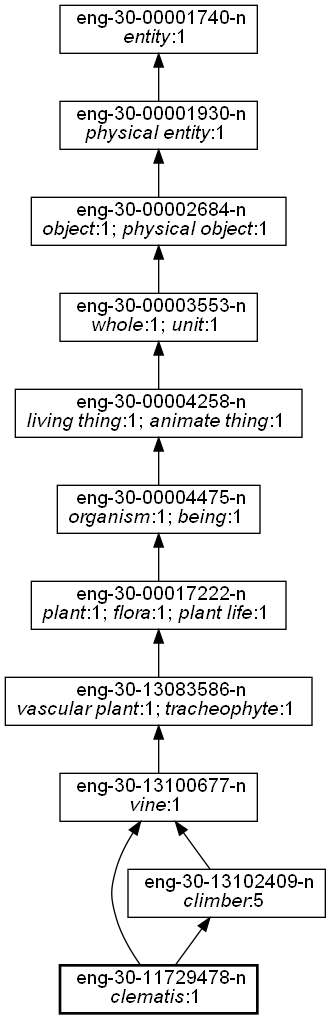 eng-30-00001740-n
entity:1
eng-30-00001930-n
physical entity:1
eng-30-00002684-n
object:1; physical object:1
eng-30-00003553-n
whole:1; unit:1
eng-30-00004258-n
living thing:1; animate thing:1
eng-30-00004475-n
organism:1; being:1
eng-30-00017222-n
plant:1; flora:1; plant life:1
eng-30-13083586-n
vascular plant:1; tracheophyte:1
eng-30-13100677-n
vine:1
eng-30-13102409-n
climber:5
eng-30-11729478-n
clematis:1